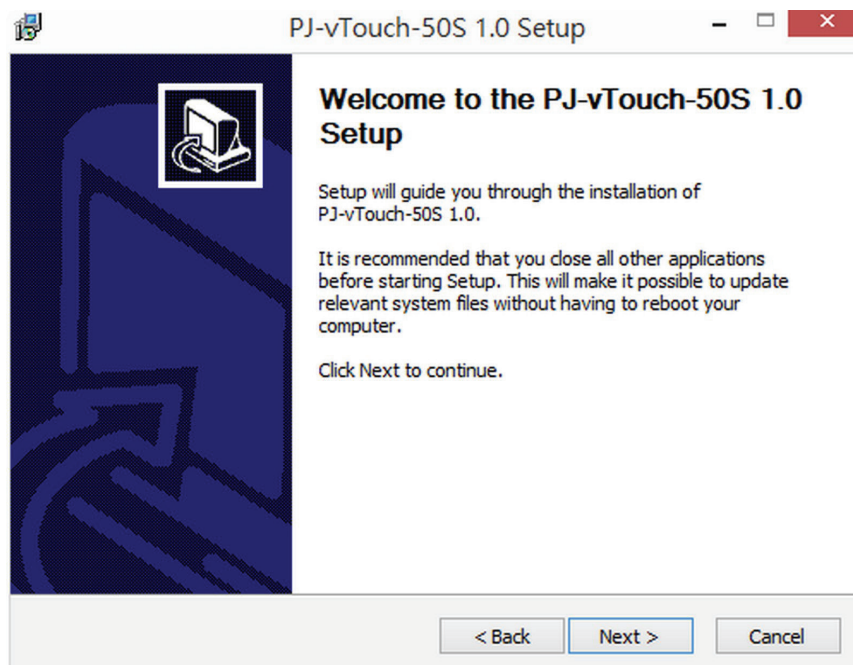 PJ-vTouch-50S 1.0 Setup
Welcome to the PJ-vTouch-50S 1.0
Setup
Setup will guide you through the installation of
PJ-vTouch-50S 1.0.
It is recommended that you close all other applications
before starting Setup. This will make it possible to update
relevant system files without having to reboot your
computer.
Click Next to continue.
< Back Next > Cancel